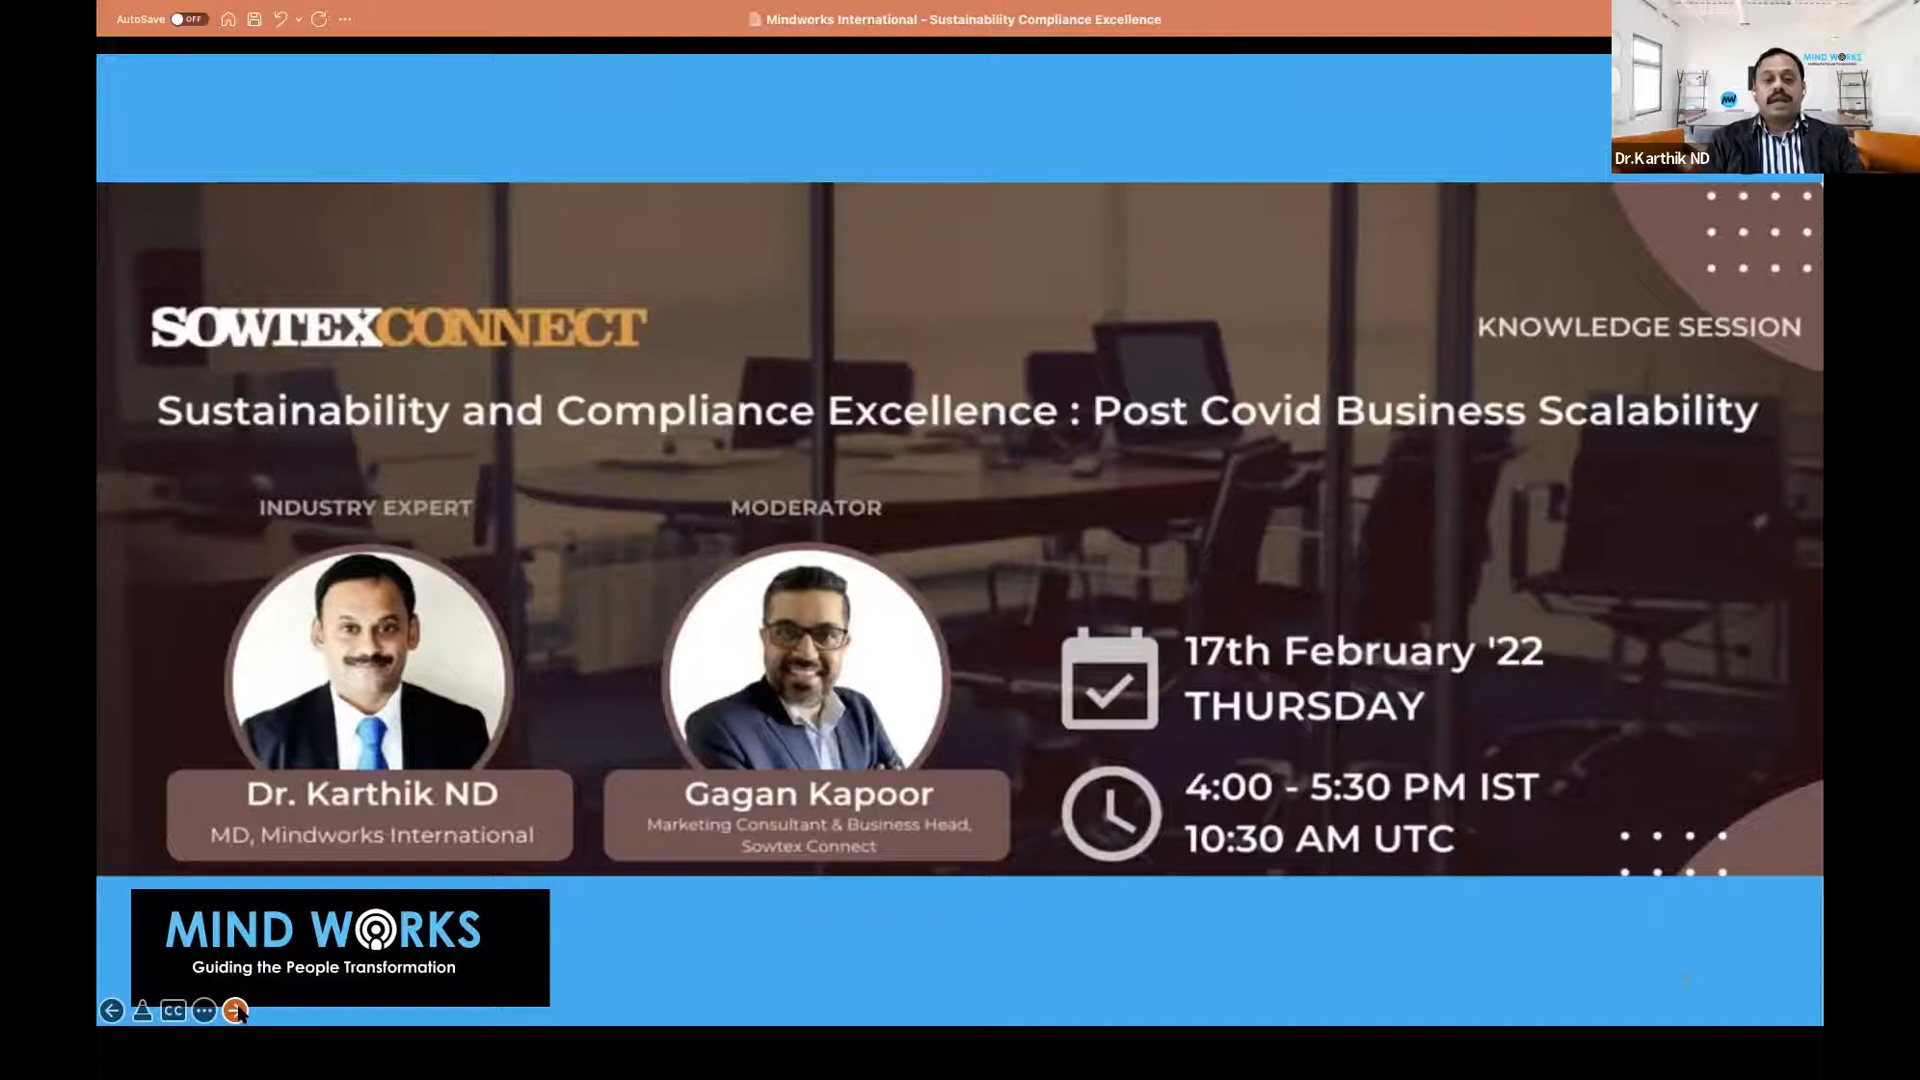 AutoSave OFF
Mindworks International - Sustainability Compliance Excellence
MIND WORKS
Dr.Karthik ND
SOWTEXCONNECT
KNOWLEDGE SESSION
Sustainability and Compliance Excellence : Post Covid Business Scalability
INDUSTRY EXPERT
MODERATOR
17th February '22
THURSDAY
Dr. Karthik ND
MD, Mindworks International
Gagan Kapoor
Marketing Consultant & Business Head,
Sowtex Connect
4:00 - 5:30 PM IST
10:30 AM UTC
MIND WORKS
Guiding the People Transformation
CC